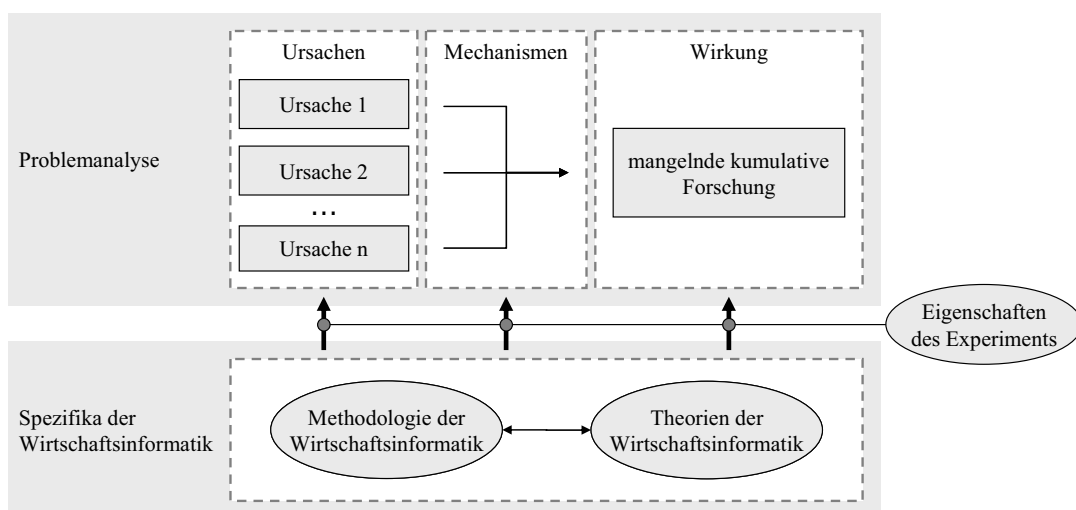 Ursachen
Mechanismen
Wirkung
Problemanalyse
Ursache 1
Ursache 2
...
Ursache n
mangelnde kumulative
Forschung
Eigenschaften
des Experiments
Spezifika der
Wirtschaftsinformatik
Methodologie der
Wirtschaftsinformatik
Theorien der
Wirtschaftsinformatik